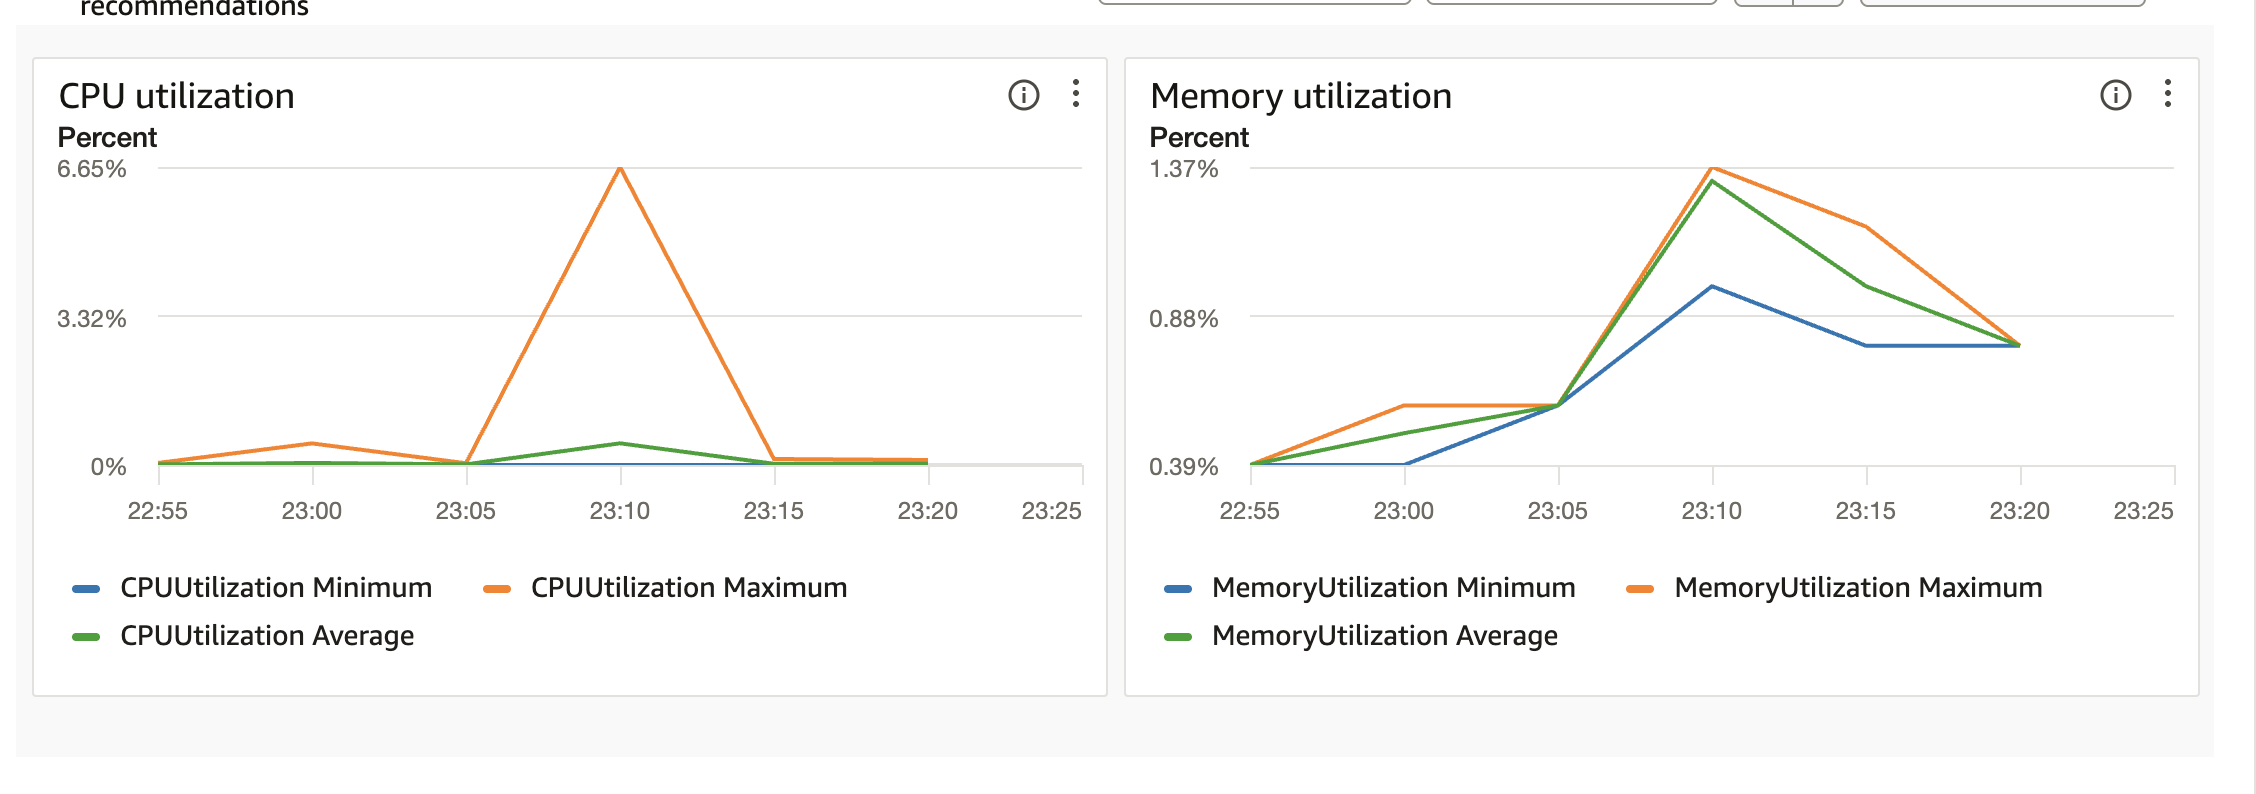 recommendations
CPU utilization
Percent
6.65%
3.32%
0%
22:55 23:00 23:05 23:10 23:15 23:20 23:25
CPUUtilization Minimum CPUUtilization Maximum
CPUUtilization Average
Memory utilization
Percent
1.37%
0.88%
0.39%
22:55 23:00 23:05 23:10 23:15 23:20 23:25
MemoryUtilization Minimum MemoryUtilization Maximum
MemoryUtilization Average